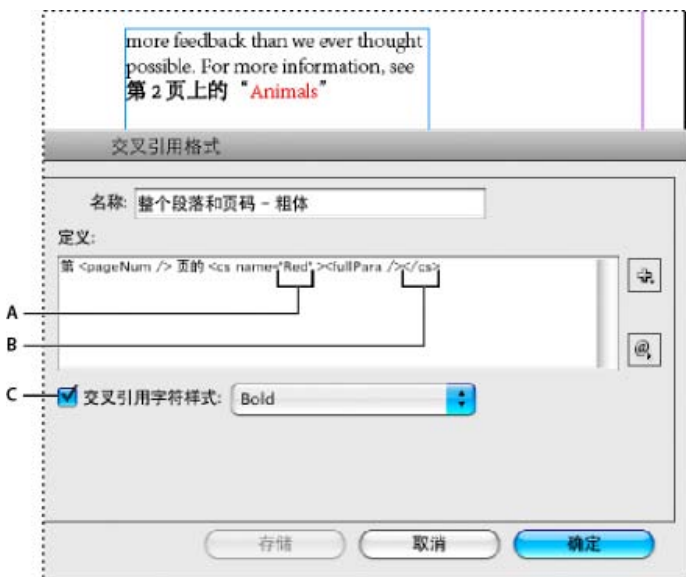 more feedback than we ever thought
possible. For more information, see
第 2 页上的“Animals”
交叉引用格式
名称: 整个段落和页码 - 粗体
定义:
第 <pageNum /> 页的 <cs name="Red" ><fullPara /></cs>
A
B
C
交叉引用字符样式: Bold
存储 取消 确定